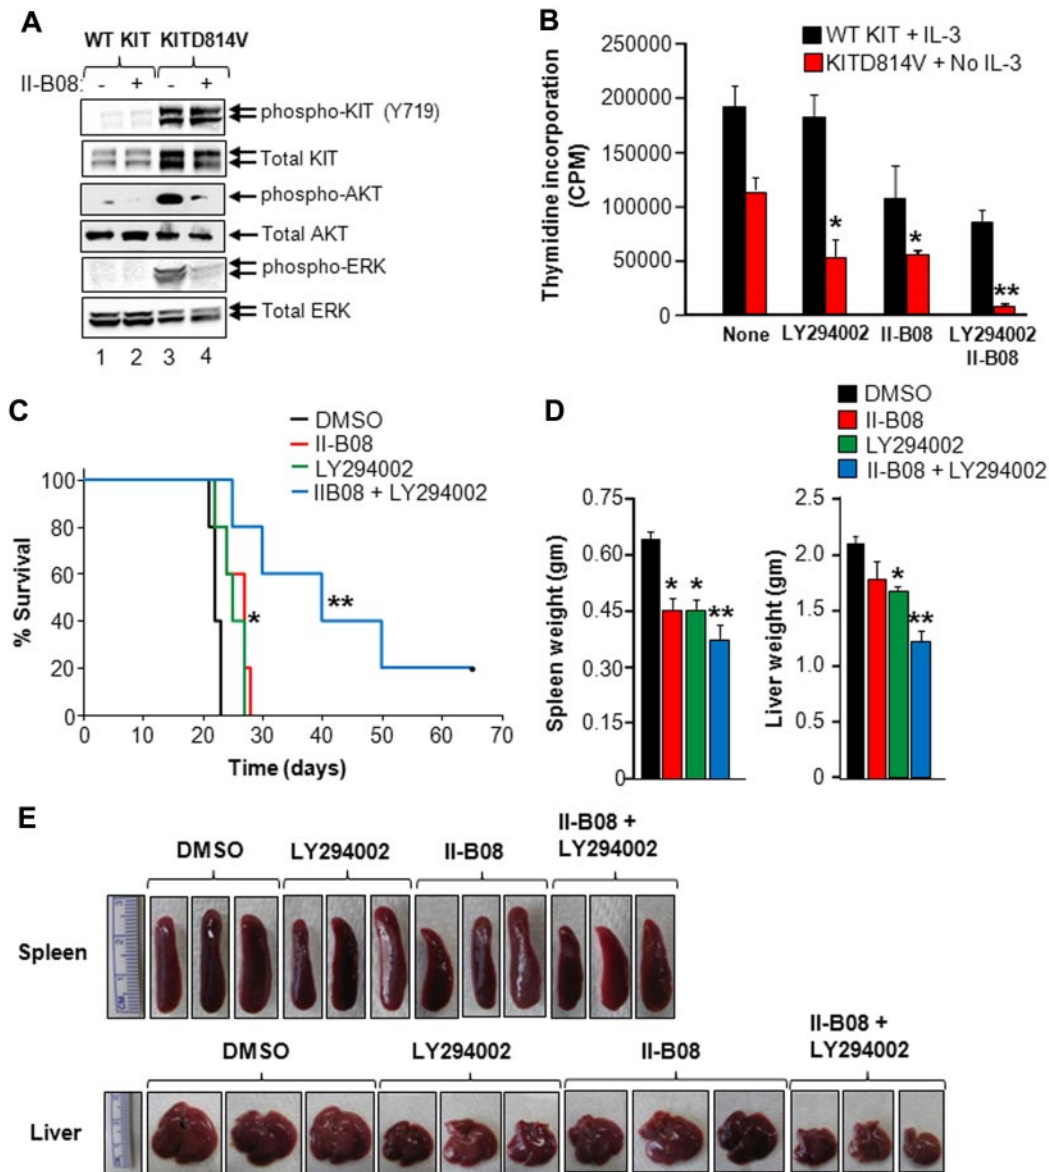 A
WT KIT KITD814V
II-B08: - + - +
phospho-KIT (Y719)
Total KIT
phospho-AKT
Total AKT
phospho-ERK
Total ERK
1 2 3 4
B
WT KIT + IL-3
KITD814V + No IL-3
Thymidine incorporation
(CPM)
250000
200000
150000
100000
50000
0
* * **
None LY294002 II-B08 LY294002
II-B08
C
DMSO
II-B08
LY294002
IIB08 + LY294002
% Survival
100
80
60
40
20
0
* **
0 10 20 30 40 50 60 70
Time (days)
D
DMSO
II-B08
LY294002
II-B08 + LY294002
Spleen weight (gm)
0.75
0.60
0.45
0.30
0.15
0
* * **
Liver weight (gm)
2.5
2.0
1.5
1.0
0.5
0
* **
E
DMSO LY294002 II-B08 II-B08 +
LY294002
Spleen
3
2
1
CM
DMSO LY294002 II-B08 II-B08 +
LY294002
Liver